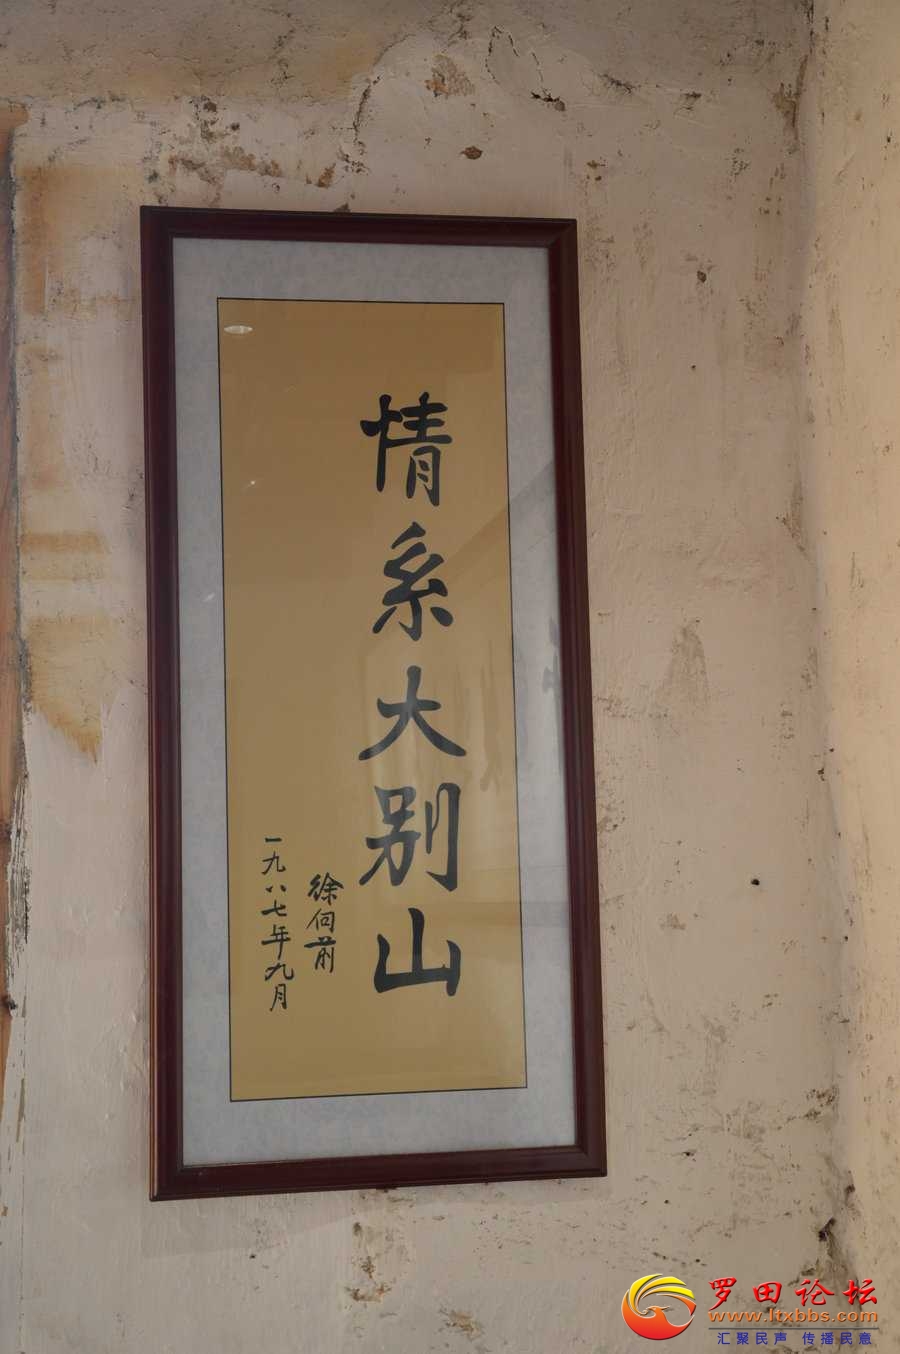 情系大别山
徐向前
一九八七年九月
罗田论坛
www.ltxbbs.com
汇聚民声 传播民意